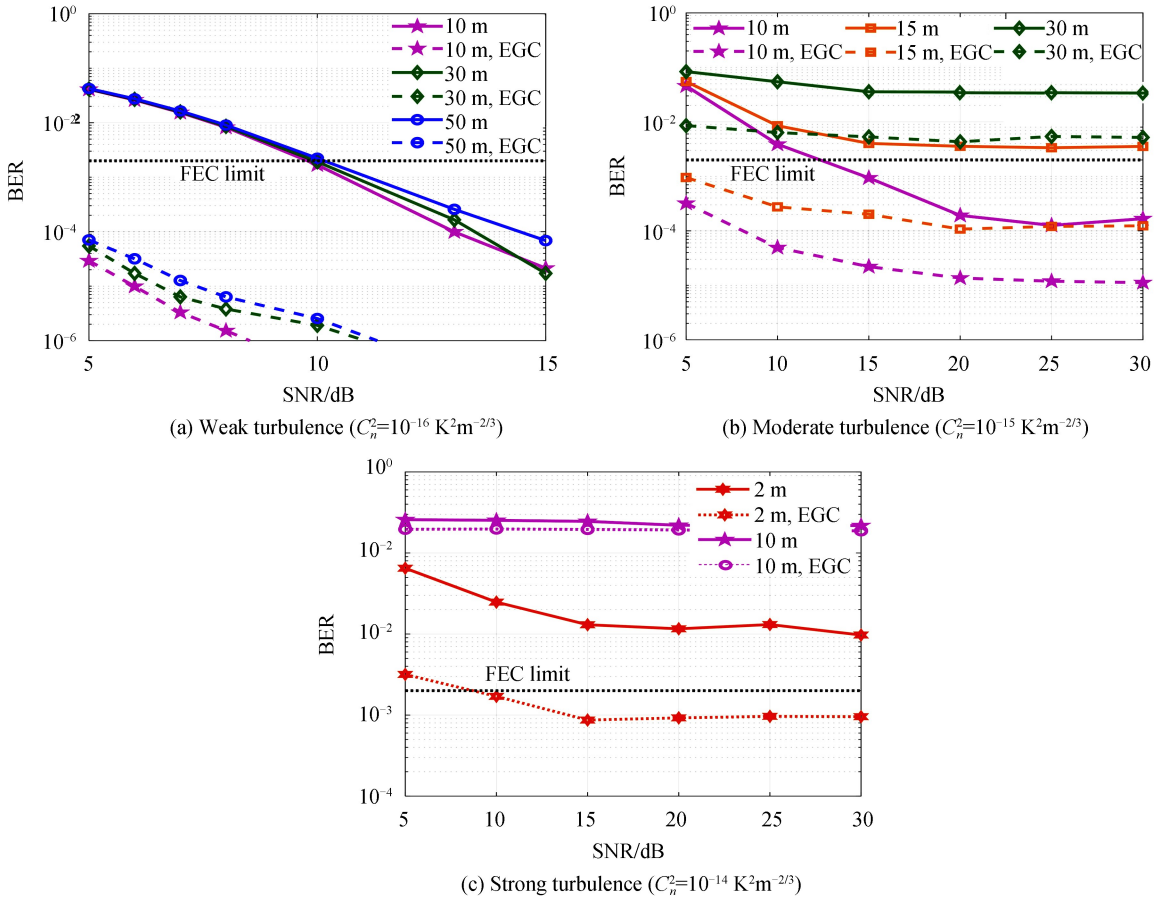 10⁰
10⁻²
10⁻⁴
10⁻⁶
BER
5
10
15
SNR/dB
FEC limit
10 m
10 m, EGC
30 m
30 m, EGC
50 m
50 m, EGC
(a) Weak turbulence (Cₙ²=10⁻¹⁶ K²m⁻²/³)
10⁰
10⁻²
10⁻⁴
10⁻⁶
BER
5
10
15
20
25
30
SNR/dB
FEC limit
10 m 15 m 30 m
10 m, EGC 15 m, EGC 30 m, EGC
(b) Moderate turbulence (Cₙ²=10⁻¹⁵ K²m⁻²/³)
10⁰
10⁻²
10⁻²
10⁻³
10⁻⁴
BER
5
10
15
20
25
30
SNR/dB
FEC limit
2 m
2 m, EGC
10 m
10 m, EGC
(c) Strong turbulence (Cₙ²=10⁻¹⁴ K²m⁻²/³)